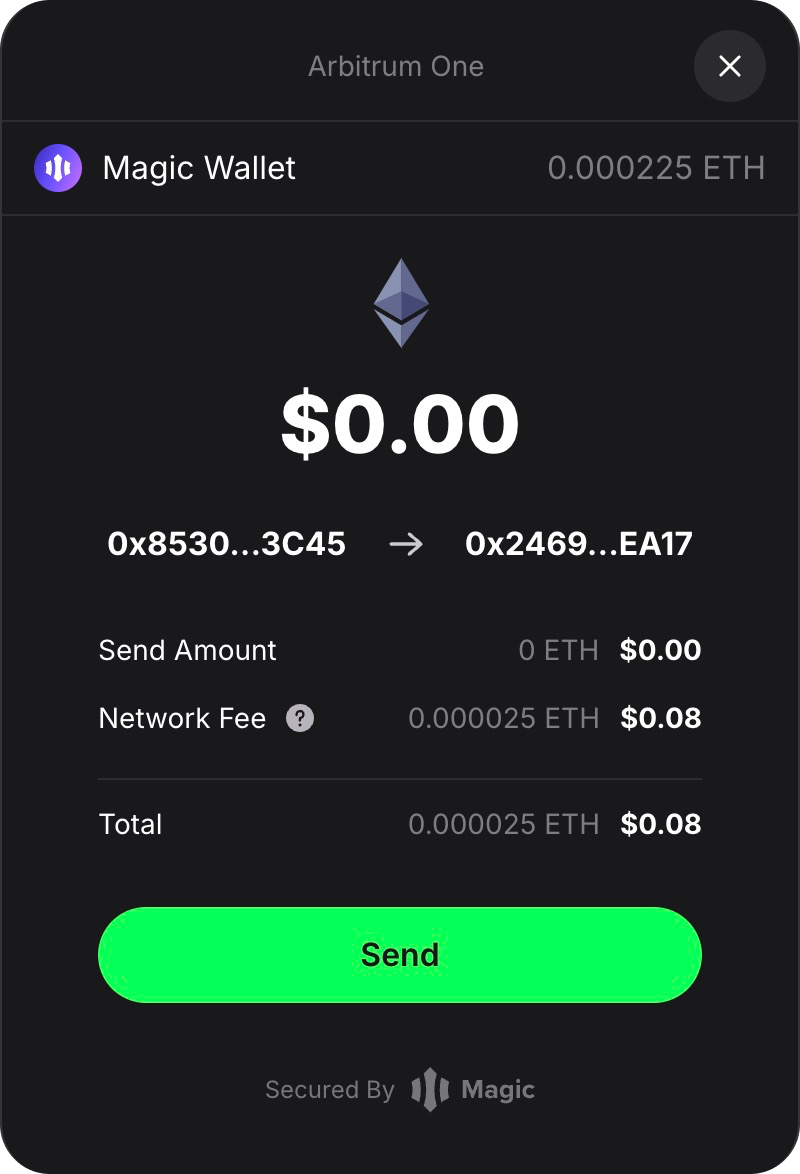 Arbitrum One
Magic Wallet 0.000225 ETH
$0.00
0x8530...3C45 → 0x2469...EA17
Send Amount 0 ETH $0.00
Network Fee ? 0.000025 ETH $0.08
Total 0.000025 ETH $0.08
Send
Secured By Magic